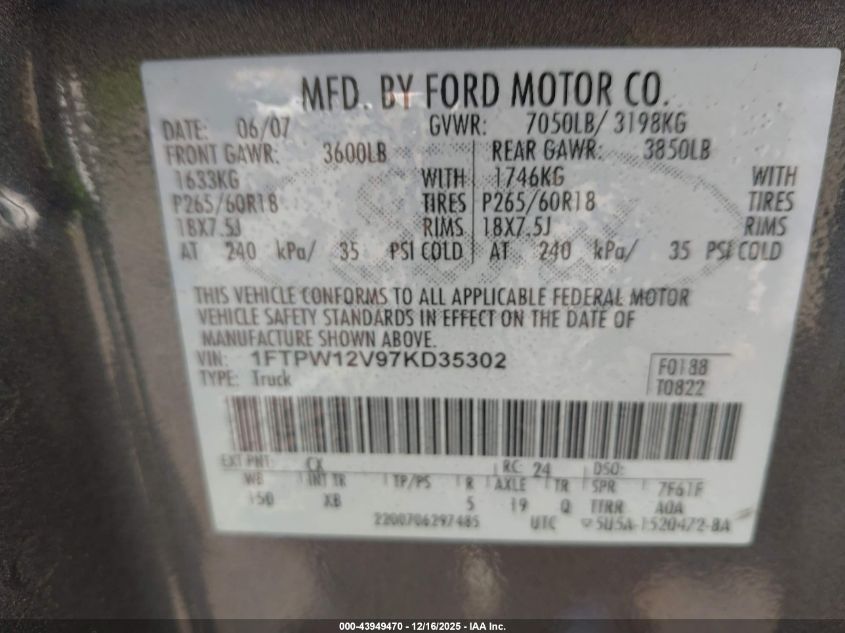 MFD. BY FORD MOTOR CO.
DATE: 06/07 GVWR: 7050LB/ 3198KG
FRONT GAWR: 3600LB REAR GAWR: 3850LB
1633KG WITH 1746KG WITH
P265/60R18 TIRES P265/60R18 TIRES
18X7.5J RIMS 18X7.5J RIMS
AT 240 kPa/ 35 PSI COLD AT 240 kPa/ 35 PSI COLD
THIS VEHICLE CONFORMS TO ALL APPLICABLE FEDERAL MOTOR
VEHICLE SAFETY STANDARDS IN EFFECT ON THE DATE OF
MANUFACTURE SHOWN ABOVE.
VIN: 1FTPW12V97KD35302 F0188
TYPE: Truck T0822
EXT PNT: CX RC: 24 DSO:
WB INT TR TP/PS R AXLE TR SPR 7F61F
150 XB 5 19 Q TTRR AOA
2200706297485 UTC 5U5A-1520472-BA
000-43949470 - 12/16/2025 - IAA Inc.